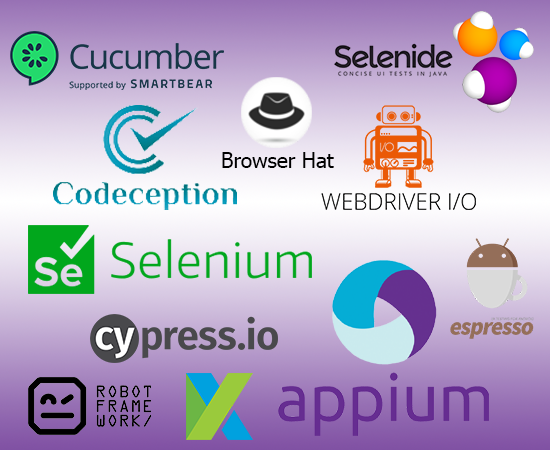 Cucumber
Supported by SMARTBEAR
Selenide
CONCISE UI TESTS IN JAVA
Browser Hat
Codeception
I/O
WEBDRIVER I/O
Se
Selenium
cypress.io
espresso
ROBOT
FRAME
WORK/
appium